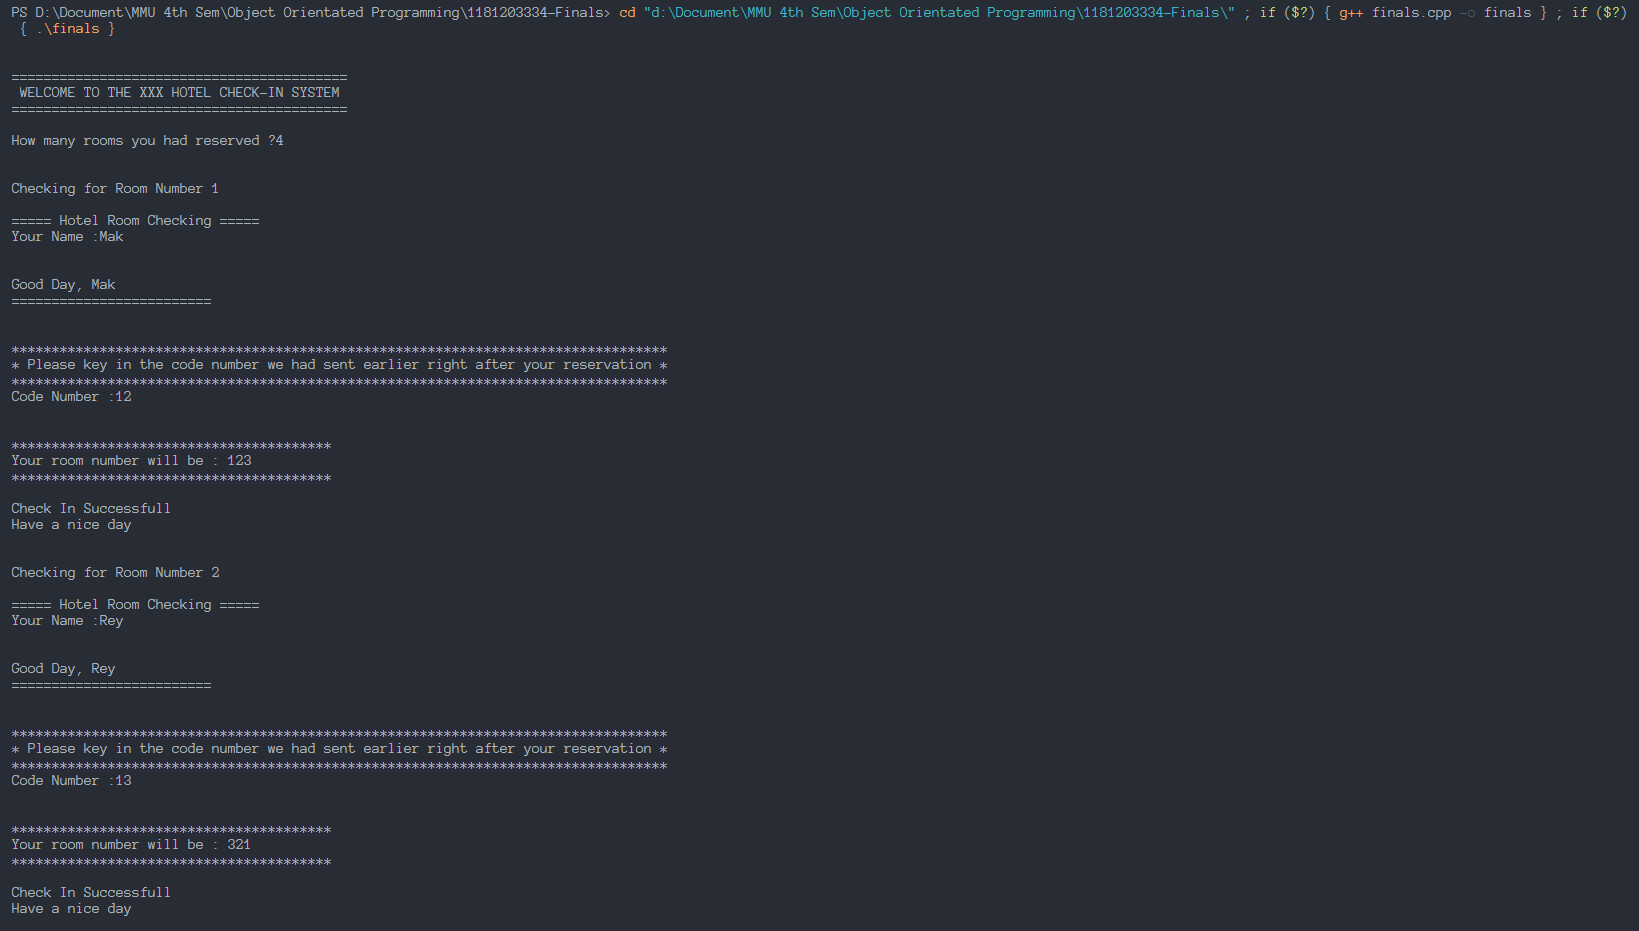 PS D:\Document\MMU 4th Sem\Object Orientated Programming\1181203334-Finals> cd "d:\Document\MMU 4th Sem\Object Orientated Programming\1181203334-Finals\" ; if ($?) { g++ finals.cpp -o finals } ; if ($?)
{ .\finals }
==========================================
WELCOME TO THE XXX HOTEL CHECK-IN SYSTEM
==========================================
How many rooms you had reserved ?4
Checking for Room Number 1
===== Hotel Room Checking =====
Your Name :Mak
Good Day, Mak
=========================
**********************************************************************************
* Please key in the code number we had sent earlier right after your reservation *
**********************************************************************************
Code Number :12
****************************************
Your room number will be : 123
****************************************
Check In Successfull
Have a nice day
Checking for Room Number 2
===== Hotel Room Checking =====
Your Name :Rey
Good Day, Rey
=========================
**********************************************************************************
* Please key in the code number we had sent earlier right after your reservation *
**********************************************************************************
Code Number :13
****************************************
Your room number will be : 321
****************************************
Check In Successfull
Have a nice day